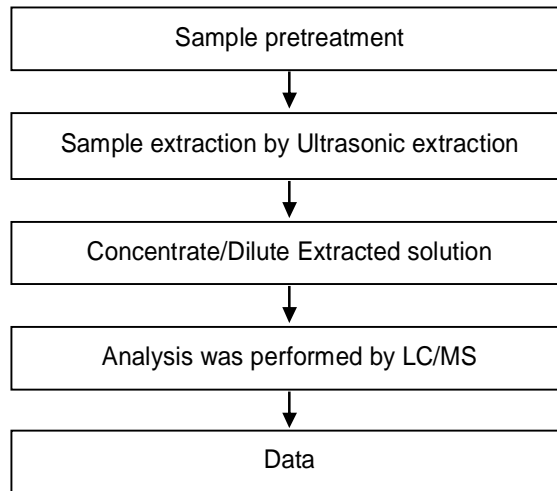 Sample pretreatment
Sample extraction by Ultrasonic extraction
Concentrate/Dilute Extracted solution
Analysis was performed by LC/MS
Data